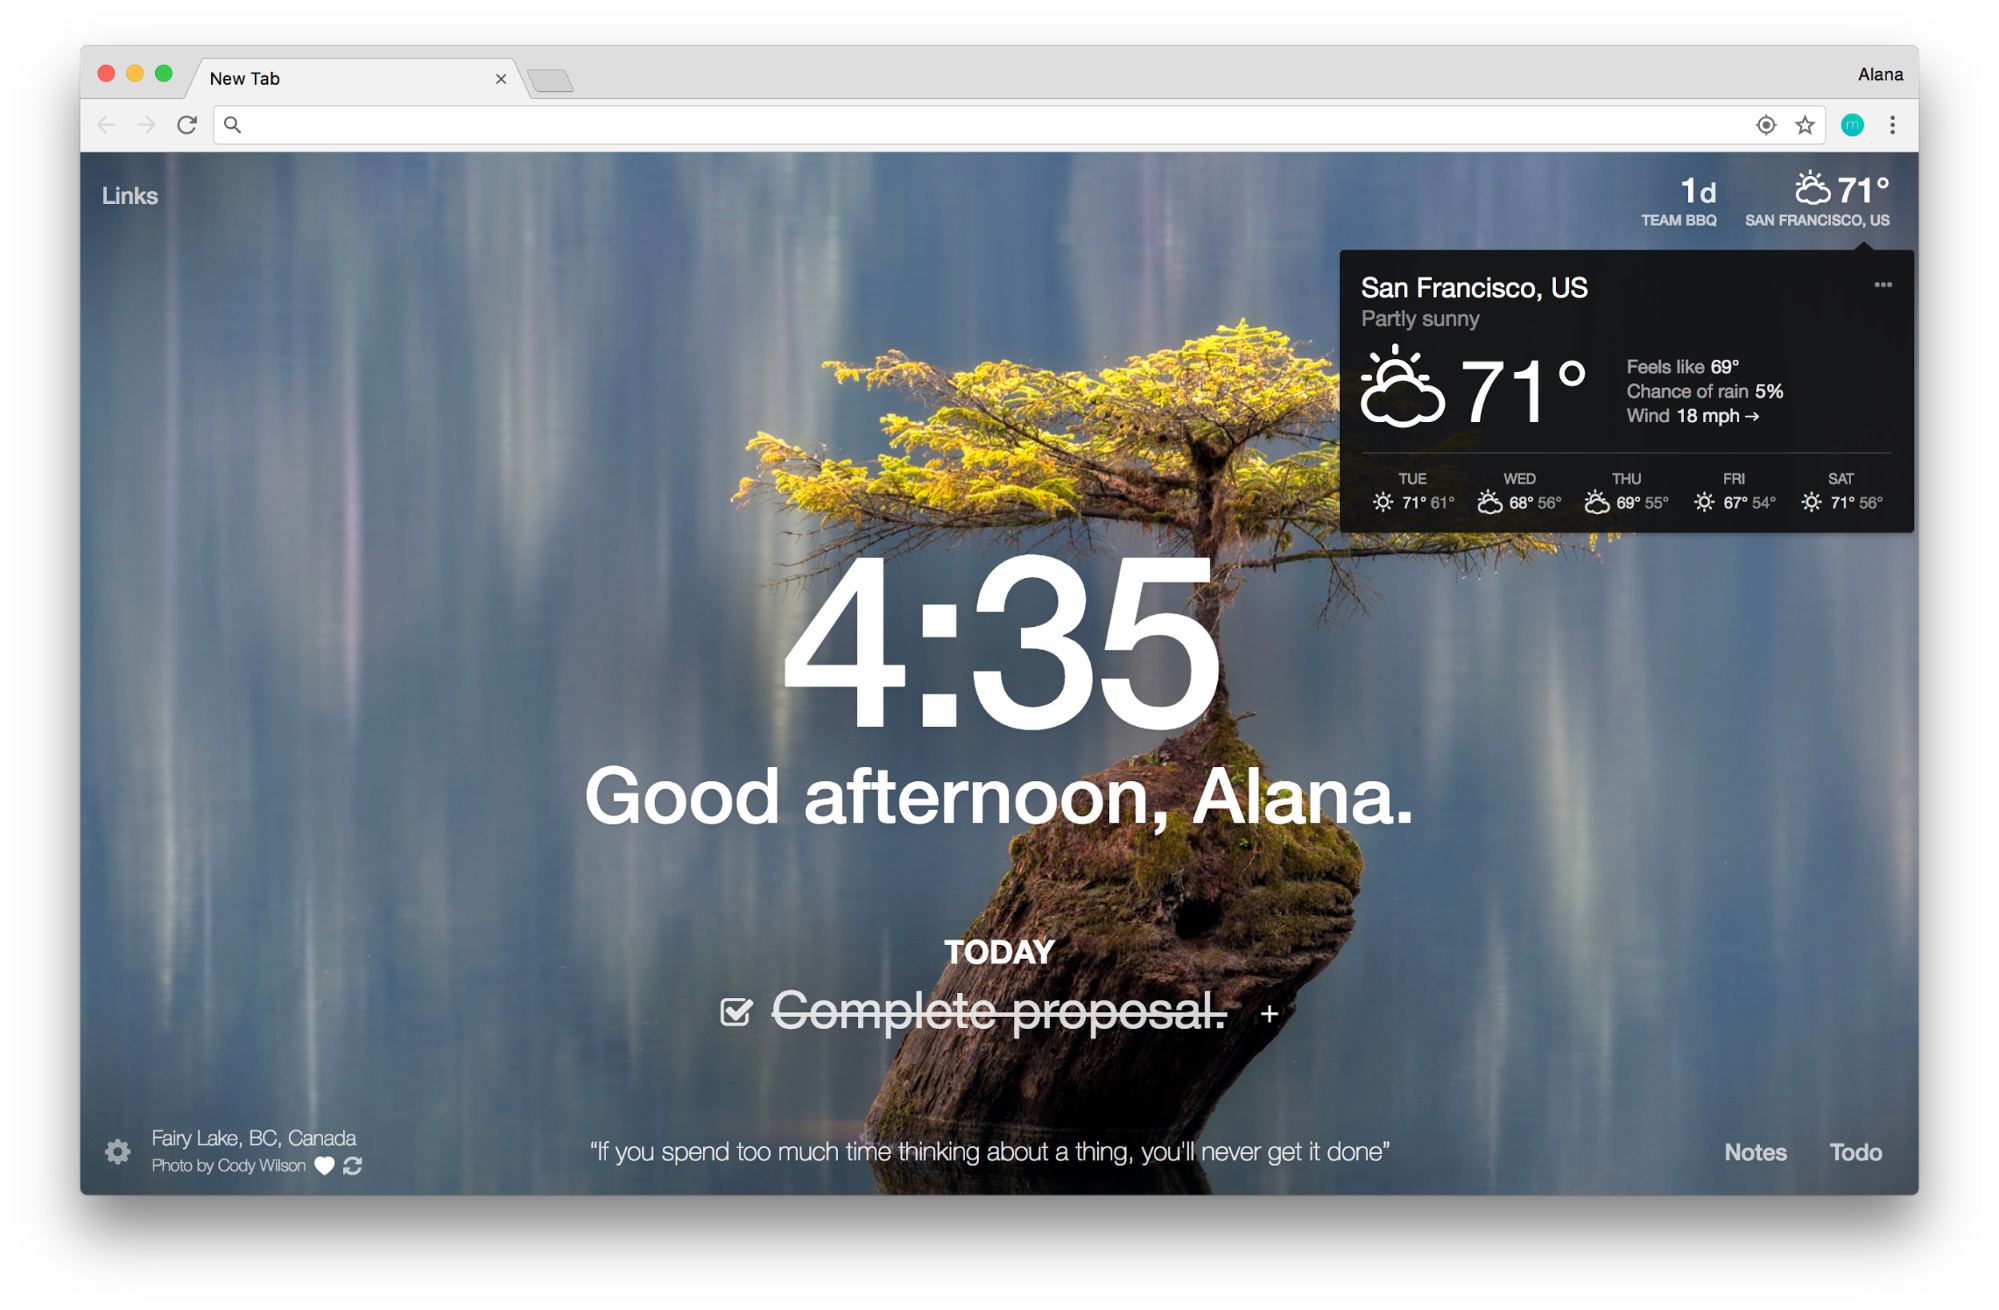 New Tab
Alana
m
Links
1d
TEAM BBQ
71°
SAN FRANCISCO, US
San Francisco, US
Partly sunny
71°
Feels like 69°
Chance of rain 5%
Wind 18 mph →
TUE WED THU FRI SAT
71° 61° 68° 56° 69° 55° 67° 54° 71° 56°
4:35
Good afternoon, Alana.
TODAY
Complete proposal.
Fairy Lake, BC, Canada
Photo by Cody Wilson
“If you spend too much time thinking about a thing, you'll never get it done”
Notes Todo